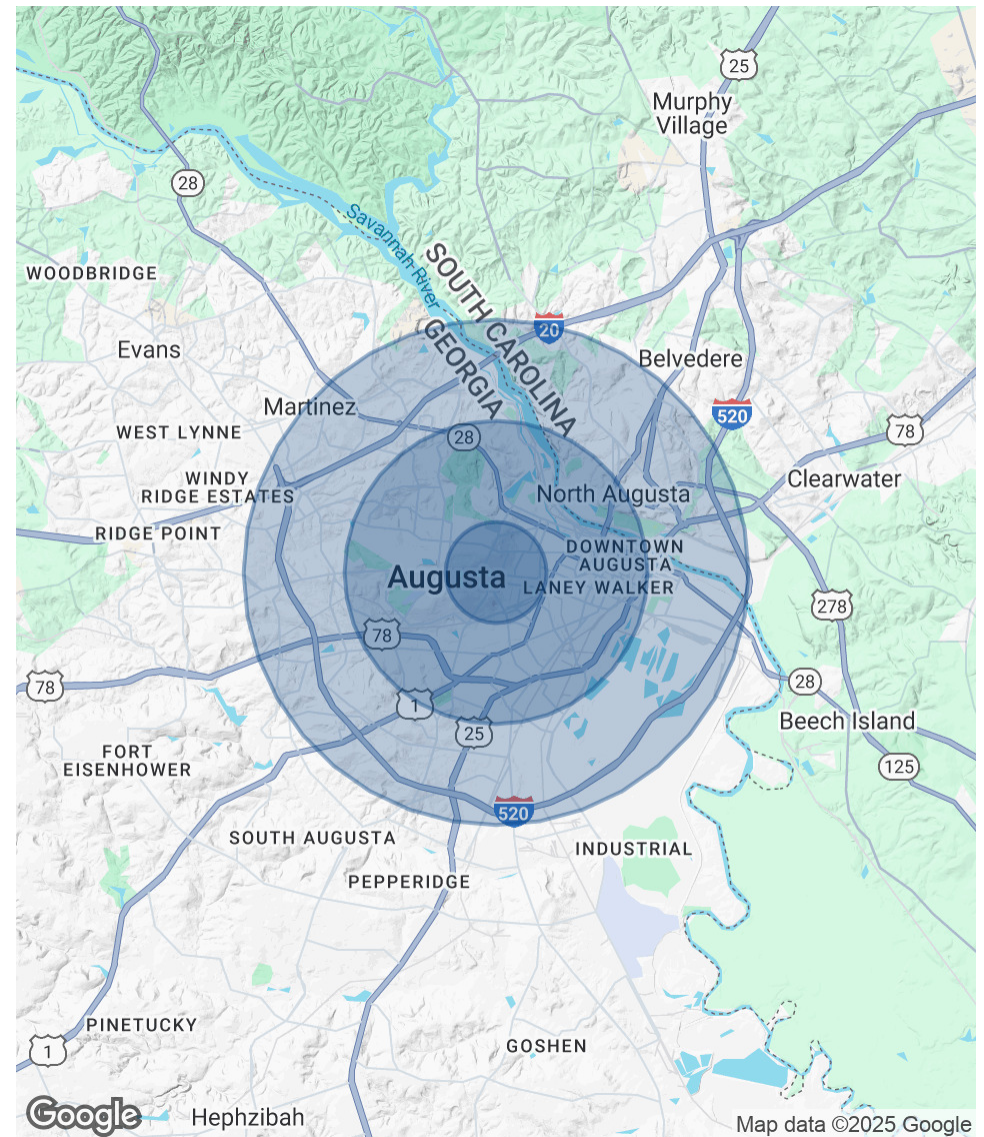 25
Murphy
Village
28
Savannah River
SOUTH CAROLINA
GEORGIA
WOODBRIDGE
20
Evans
Belvedere
Martinez
520
78
WEST LYNNE
28
WINDY
RIDGE ESTATES
Clearwater
North Augusta
RIDGE POINT
DOWNTOWN
AUGUSTA
Augusta
LANEY WALKER
278
78
78
28
1
25
Beech Island
FORT
EISENHOWER
125
520
SOUTH AUGUSTA
INDUSTRIAL
PEPPERIDGE
PINETUCKY
GOSHEN
1
Google
Hephzibah
Map data ©2025 Google